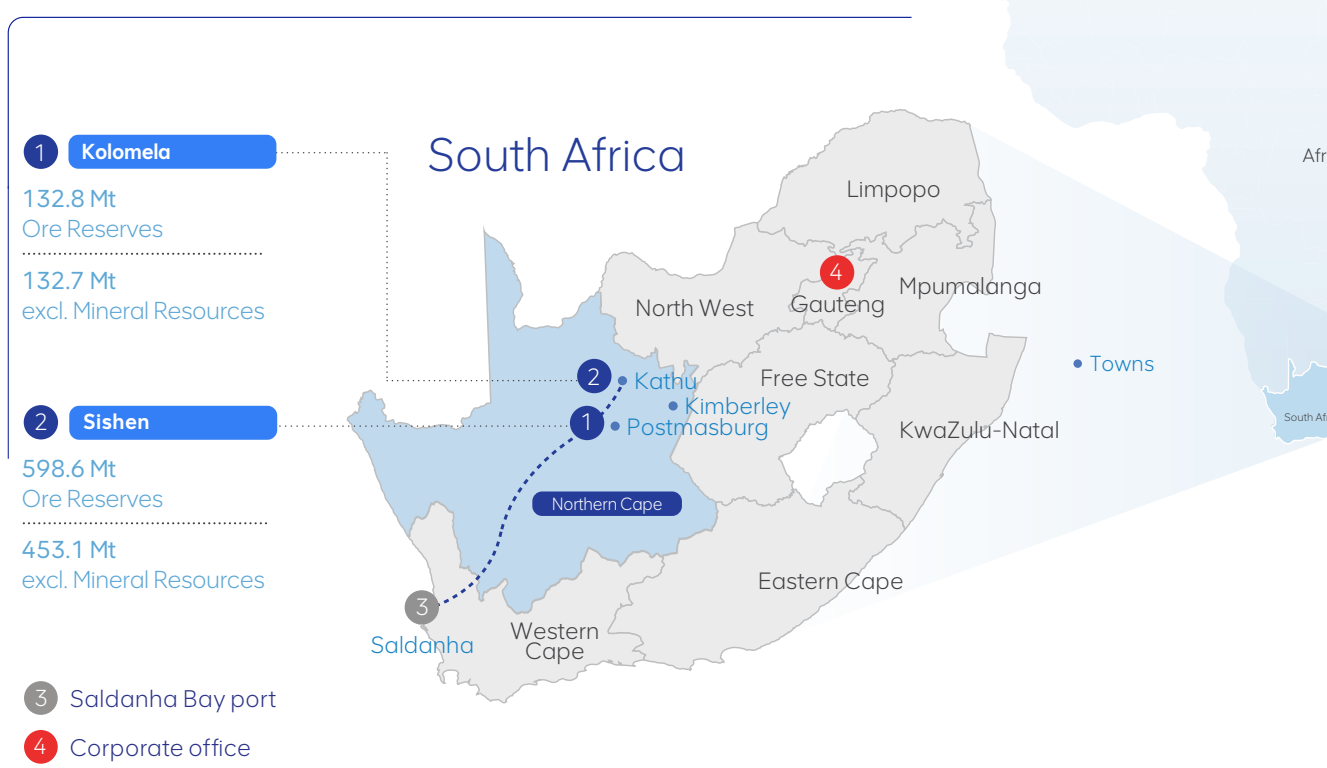 1
Kolomela
132.8 Mt
Ore Reserves
132.7 Mt
excl. Mineral Resources
2
Sishen
598.6 Mt
Ore Reserves
453.1 Mt
excl. Mineral Resources
3
Saldanha Bay port
4
Corporate office
South Africa
Limpopo
4
Gauteng
Mpumalanga
North West
2
Kathu
Free State
Kimberley
1
Postmasburg
KwaZulu-Natal
Northern Cape
Eastern Cape
3
Saldanha
Western
Cape
Towns
Afr
South Afr